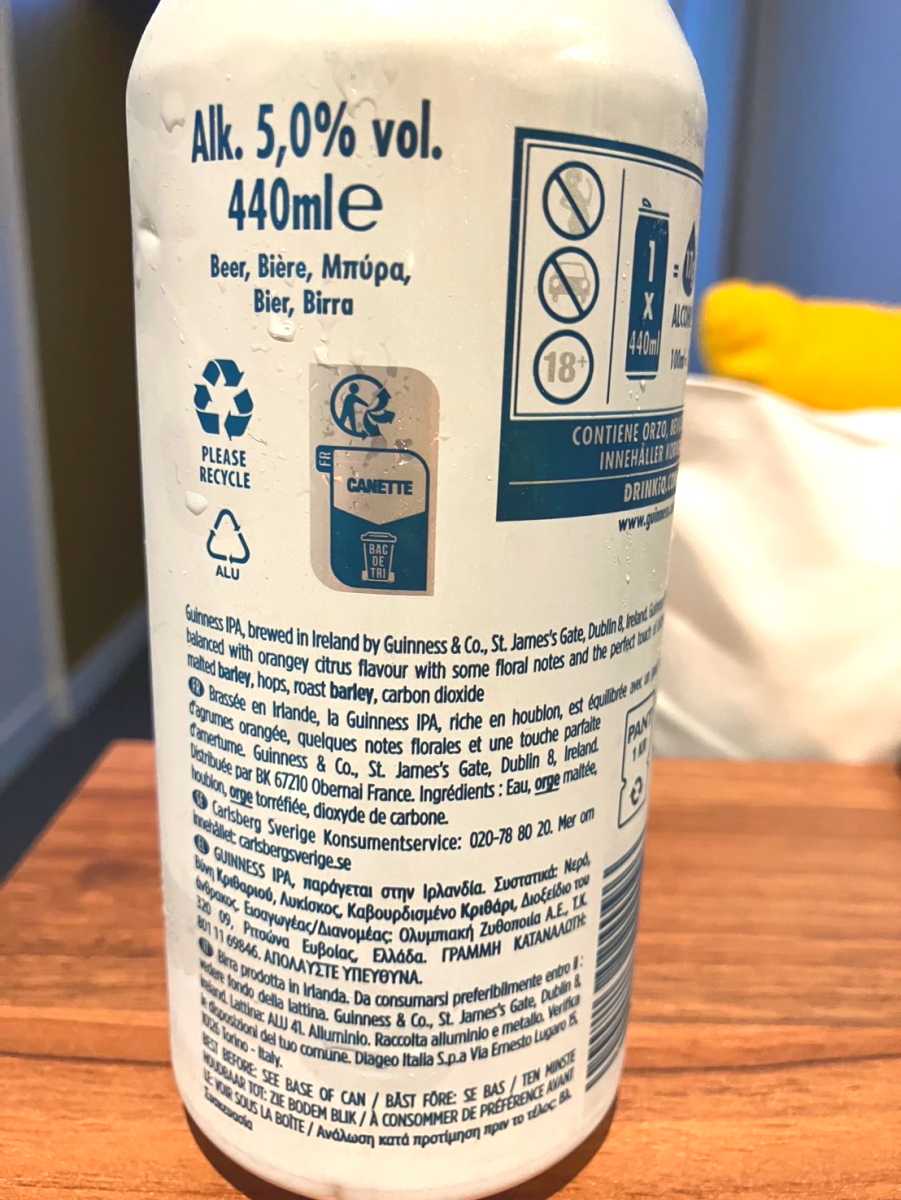 Alk. 5,0% vol.
440ml e
Beer, Bière, Μπύρα,
Bier, Birra
PLEASE
RECYCLE
ALU
FR
CANETTE
BAC
DE
TRI
18+
1
X
440ml
=
100ml
CONTIENE ORZO,
INNEHÅLLER
DRINKiQ.CO
www.guinness.
Guinness IPA, brewed in Ireland by Guinness & Co., St. James's Gate, Dublin 8, Ireland.
balanced with orangey citrus flavour with some floral notes and the perfect touch of
malted barley, hops, roast barley, carbon dioxide
FR Brassée en Irlande, la Guinness IPA, riche en houblon, est équilibrée avec un
d'agrumes orangée, quelques notes florales et une touche parfaite
d'amertume. Guinness & Co., St. James's Gate, Dublin 8, Ireland.
Distribuée par BK 67210 Obernai France. Ingrédients : Eau, orge maltée,
houblon, orge torréfiée, dioxyde de carbone.
Carlsberg Sverige Konsumentservice: 020-78 80 20. Mer om
innehållet: carlsbergsverige.se
GUINNESS IPA, παράγεται στην Ιρλανδία. Συστατικά: Νερό,
Βύνη Κριθαριού, Λυκίσκος, Καβουρδισμένο Κριθάρι, Διοξείδιο του
άνθρακος. Εισαγωγέας/Διανομέας: Ολυμπιακή Ζυθοποιία Α.Ε., Τ.Κ.
320 09, Ριτσώνα Ευβοίας, Ελλάδα. ΓΡΑΜΜΗ ΚΑΤΑΝΑΛΩΤΗ:
801 11 69846. ΑΠΟΛΑΥΣΤΕ ΥΠΕΥΘΥΝΑ.
IT Birra prodotta in Irlanda. Da consumarsi preferibilmente entro il :
vedere fondo della lattina. Guinness & Co., St. James's Gate, Dublin 8,
Ireland. Lattina: ALU 41. Alluminio. Raccolta alluminio e metallo. Verifica
le disposizioni del tuo comune. Diageo Italia S.p.a Via Ernesto Lugaro 15,
10126 Torino - Italy.
BEST BEFORE: SEE BASE OF CAN / BÄST FÖRE: SE BAS / TEN MINSTE
HOUDBAAR TOT: ZIE BODEM BLIK / À CONSOMMER DE PRÉFÉRENCE AVANT
LE VOIR SOUS LA BOÎTE / Ανάλωση κατά προτίμηση πριν το τέλος: Βλ.
Συσκευασία
PANT
1 KR